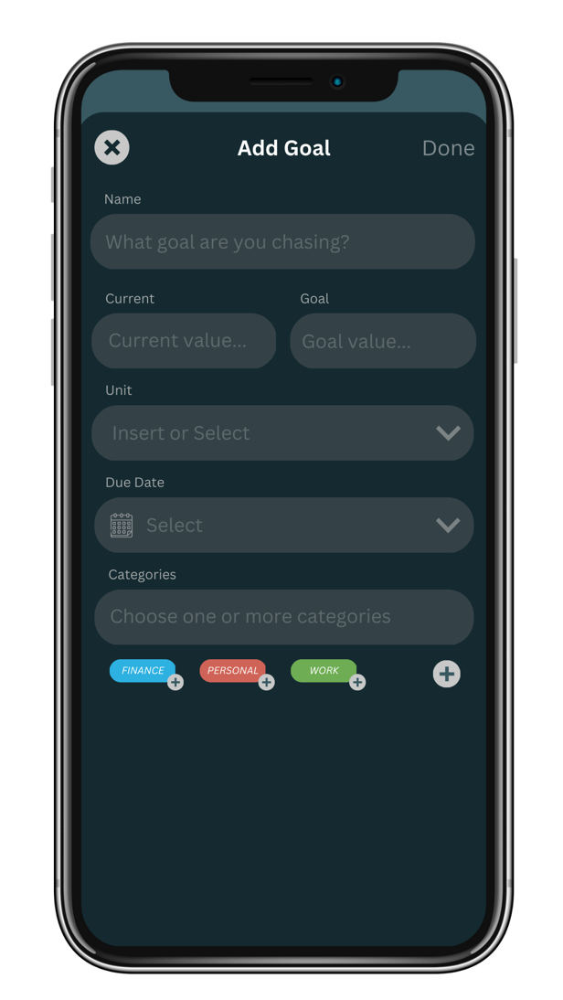 Add Goal
Done
Name
What goal are you chasing?
Current
Goal
Current value...
Goal value...
Unit
Insert or Select
Due Date
Select
Categories
Choose one or more categories
FINANCE
PERSONAL
WORK